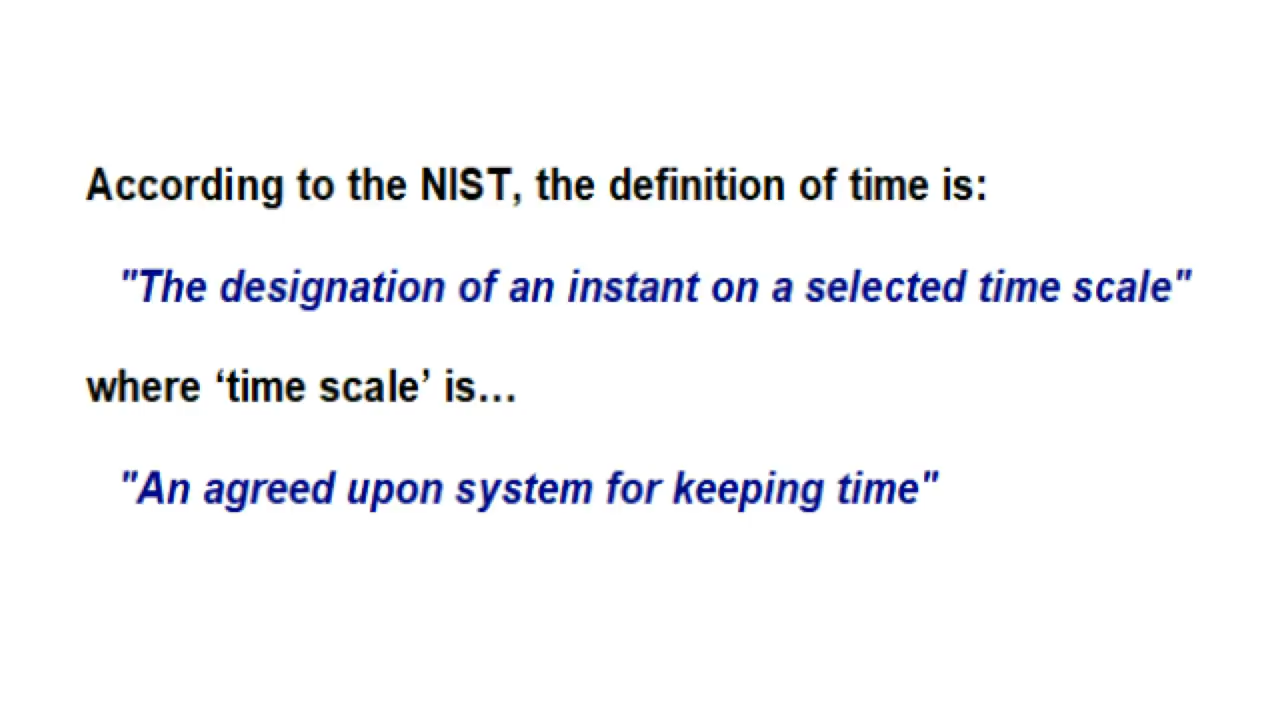 According to the NIST, the definition of time is:
"The designation of an instant on a selected time scale"
where ‘time scale’ is…
"An agreed upon system for keeping time"